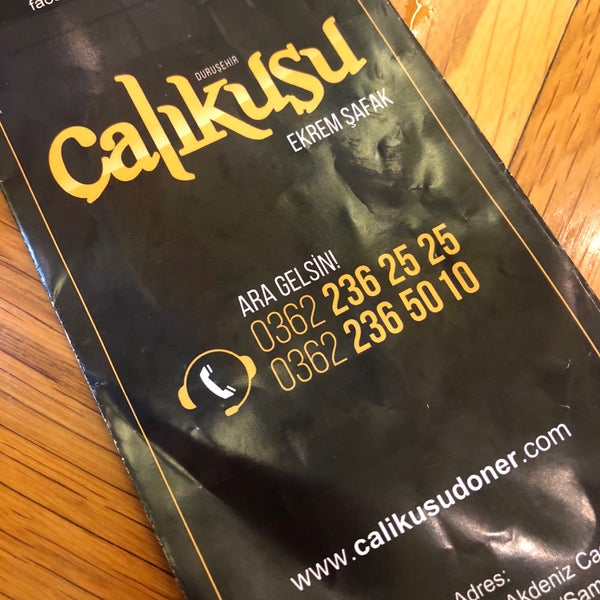 DURUŞEHİR
Çalıkuşu
EKREM ŞAFAK
ARA GELSİN!
0362 236 25 25
0362 236 50 10
www.calikusudoner.com
Adres:
Akdeniz